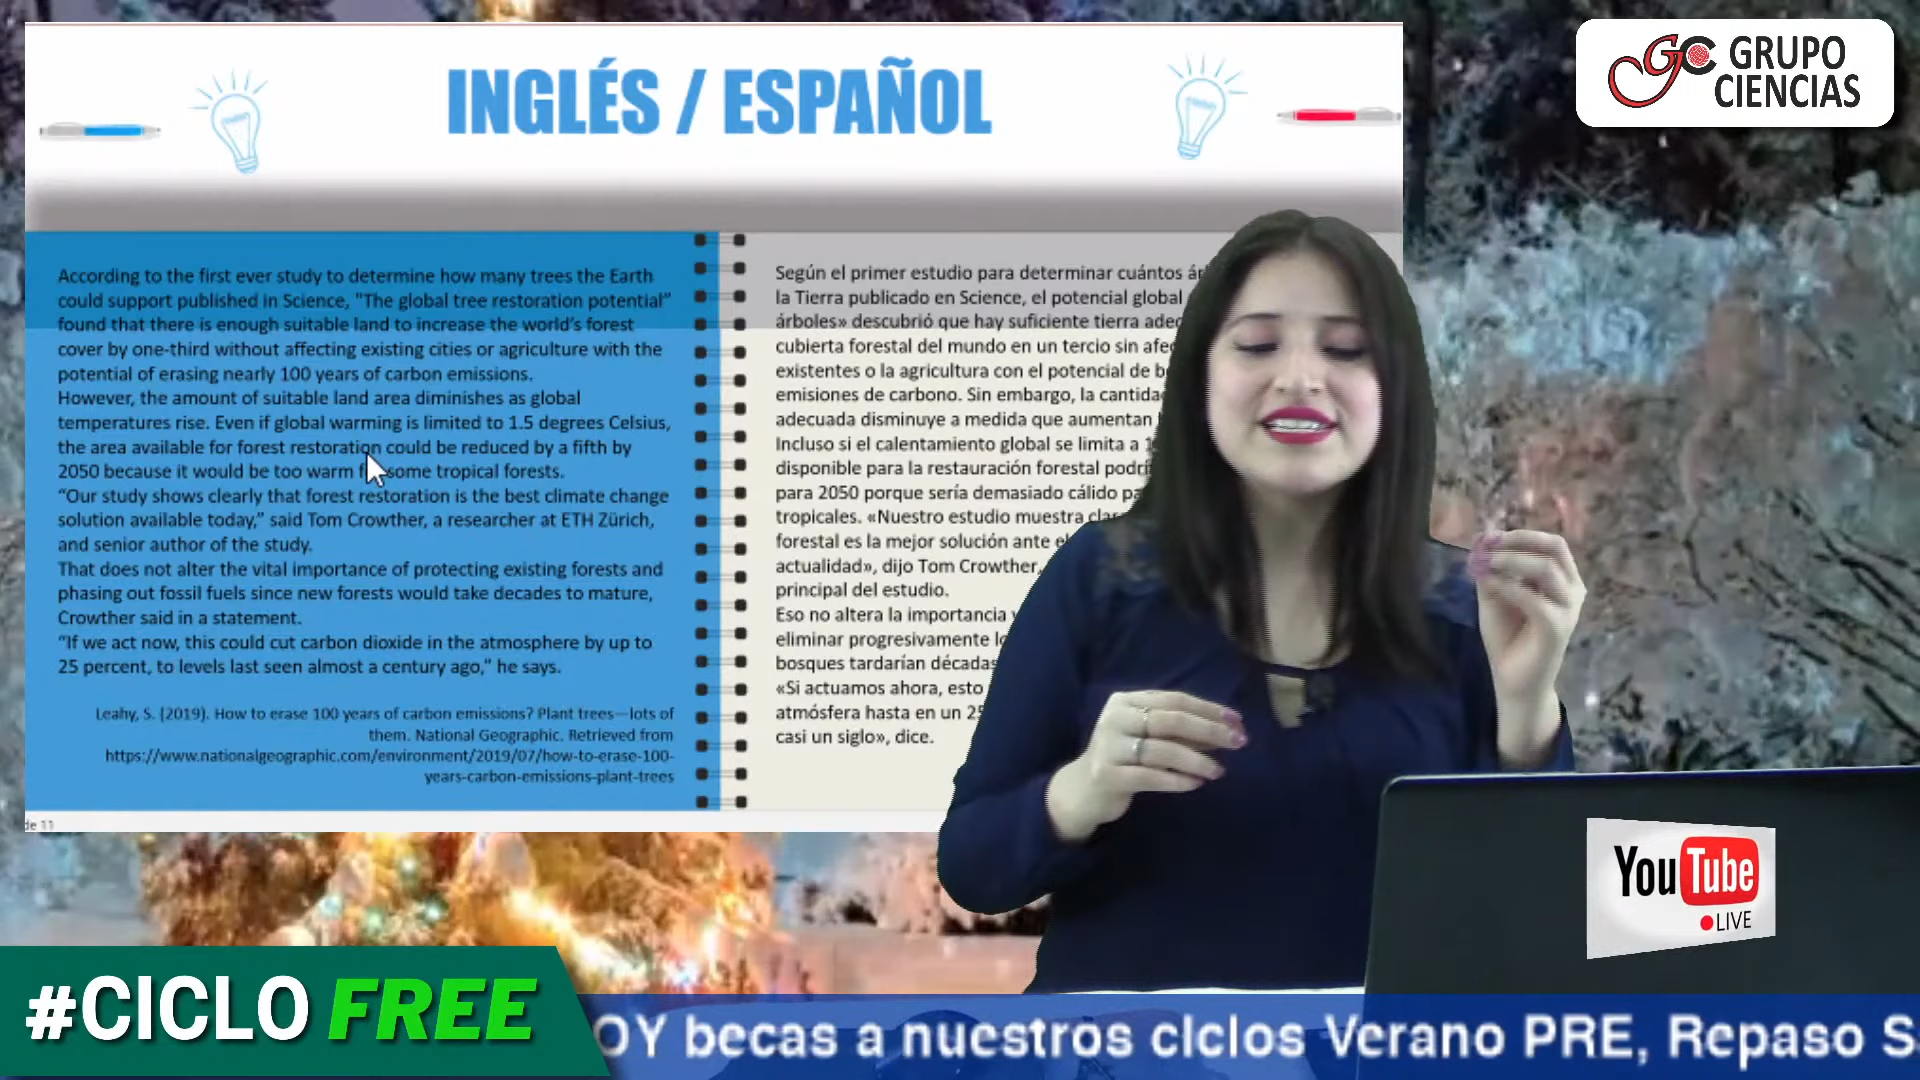 INGLÉS / ESPAÑOL
GRUPO
CIENCIAS
According to the first ever study to determine how many trees the Earth
could support published in Science, "The global tree restoration potential”
found that there is enough suitable land to increase the world's forest
cover by one-third without affecting existing cities or agriculture with the
potential of erasing nearly 100 years of carbon emissions.
However, the amount of suitable land area diminishes as global
temperatures rise. Even if global warming is limited to 1.5 degrees Celsius,
the area available for forest restoration could be reduced by a fifth by
2050 because it would be too warm some tropical forests.
“Our study shows clearly that forest restoration is the best climate change
solution available today,” said Tom Crowther, a researcher at ETH Zürich,
and senior author of the study.
That does not alter the vital importance of protecting existing forests and
phasing out fossil fuels since new forests would take decades to mature,
Crowther said in a statement.
“If we act now, this could cut carbon dioxide in the atmosphere by up to
25 percent, to levels last seen almost a century ago,” he says.
Leahy, S. (2019). How to erase 100 years of carbon emissions? Plant trees—lots of
them. National Geographic. Retrieved from
https://www.nationalgeographic.com/environment/2019/07/how-to-erase-100-
years-carbon-emissions-plant-trees
Según el primer estudio para determinar cuántos
la Tierra publicado en Science, el potencial global
árboles» descubrió que hay suficiente tierra
cubierta forestal del mundo en un tercio sin
existentes o la agricultura con el potencial de
emisiones de carbono. Sin embargo, la
adecuada disminuye a medida que aumentan
Incluso si el calentamiento global se limita a
disponible para la restauración forestal
para 2050 porque sería demasiado cálido
tropicales. «Nuestro estudio muestra
forestal es la mejor solución ante
actualidad», dijo Tom Crowther,
principal del estudio.
Eso no altera la importancia
eliminar progresivamente
bosques tardarían décadas
«Si actuamos ahora, esto
atmósfera hasta en un
casi un siglo», dice.
de 11
YouTube
LIVE
#CICLO FREE
OY becas a nuestros ciclos Verano PRE, Repaso S